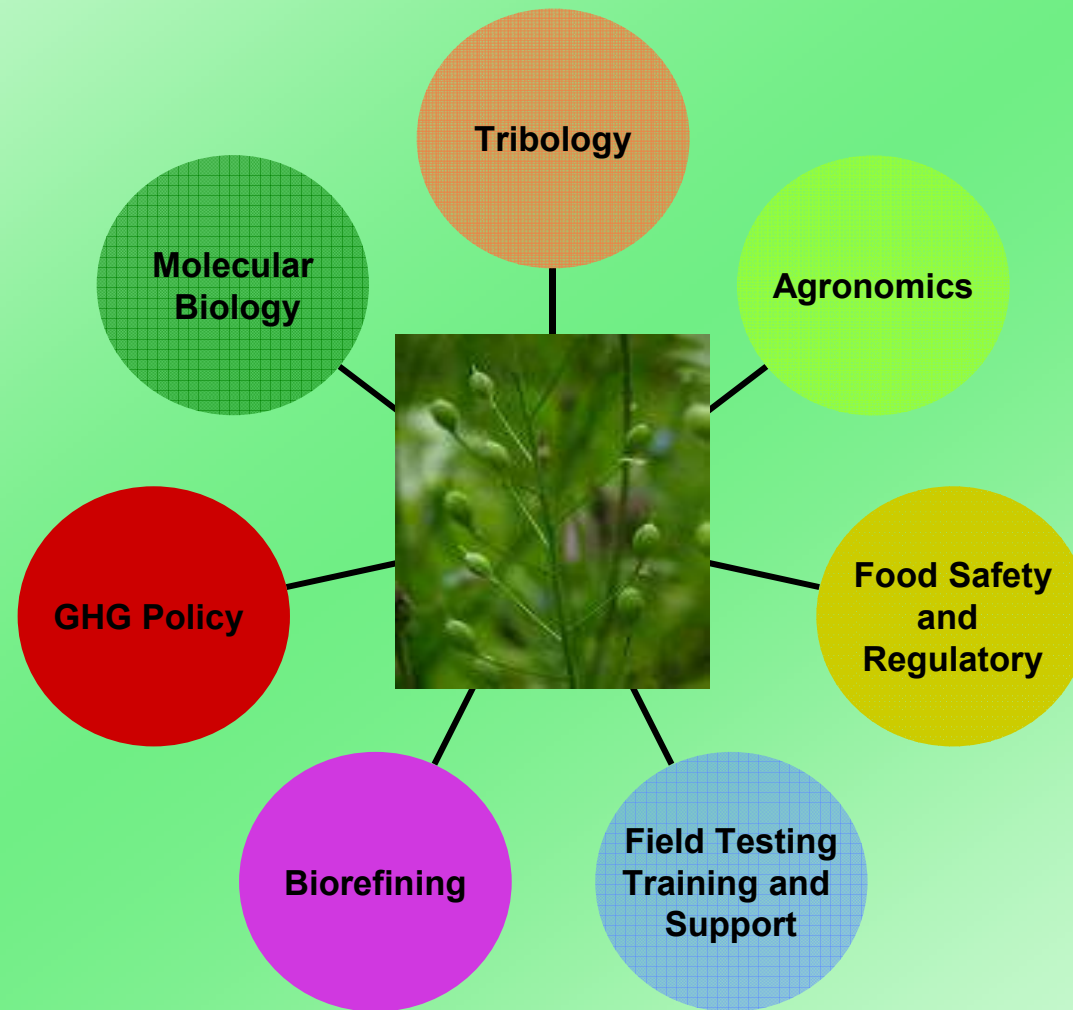 Tribology
Molecular
Biology
Agronomics
GHG Policy
Food Safety
and
Regulatory
Biorefining
Field Testing
Training and
Support